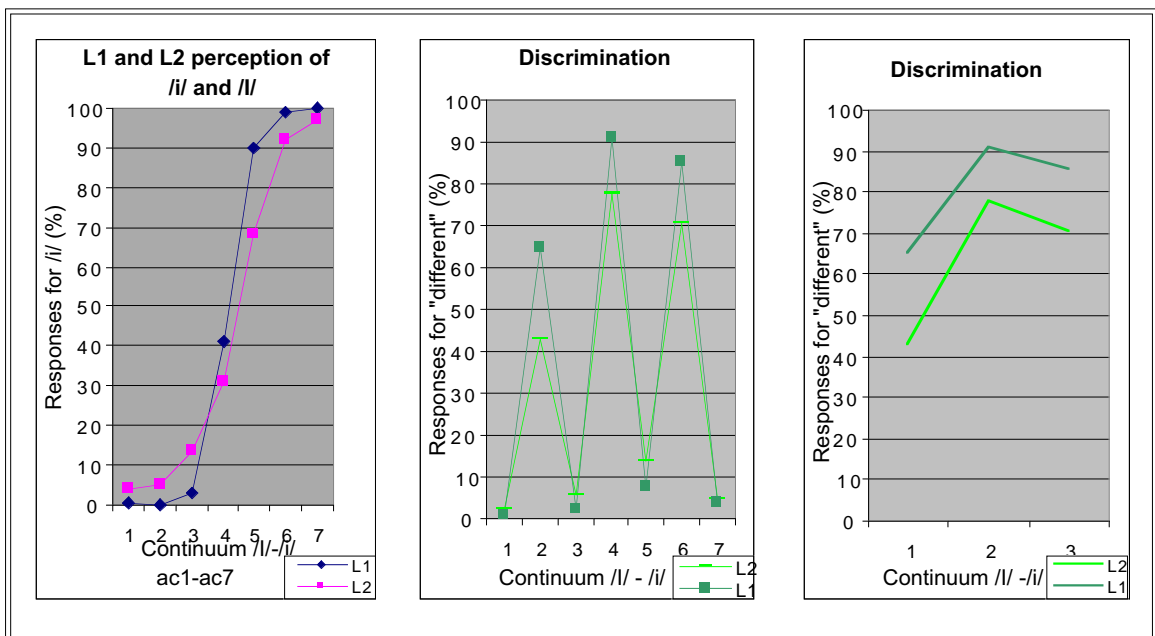 L1 and L2 perception of
/i/ and /I/
Responses for /i/ (%)
100
90
80
70
60
50
40
30
20
10
0
1 2 3 4 5 6 7
Continuum /I/-/i/
ac1-ac7
L1
L2
Discrimination
Responses for "different" (%)
100
90
80
70
60
50
40
30
20
10
0
1 2 3 4 5 6 7
Continuum /I/ - /i/
L2
L1
Discrimination
Responses for "different" (%)
100
90
80
70
60
50
40
30
20
10
0
1 2 3
Continuum /I/ -/i/
L2
L1